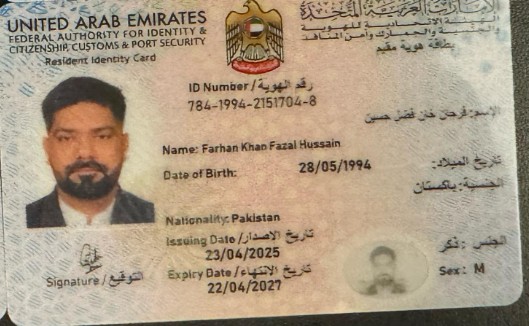 UNITED ARAB EMIRATES
FEDERAL AUTHORITY FOR IDENTITY &
CITIZENSHIP, CUSTOMS & PORT SECURITY
الإمارات العربية المتحدة
الهيئة الاتحادية للهوية
والجنسية والجمارك وأمن المنافذ
Resident Identity Card
بطاقة هوية مقيم
ID Number / رقم الهوية
784-1994-2151704-8
الإسم: فرحان خان فضل حسين
Name: Farhan Khan Fazal Hussain
Date of Birth: 28/05/1994 تاريخ الميلاد:
الجنسية: باكستان
Nationality: Pakistan
Issuing Date / تاريخ الاصدار
23/04/2025
الجنس: ذكر
Expiry Date / تاريخ الانتهاء
22/04/2027
Sex: M
Signature / التوقيع